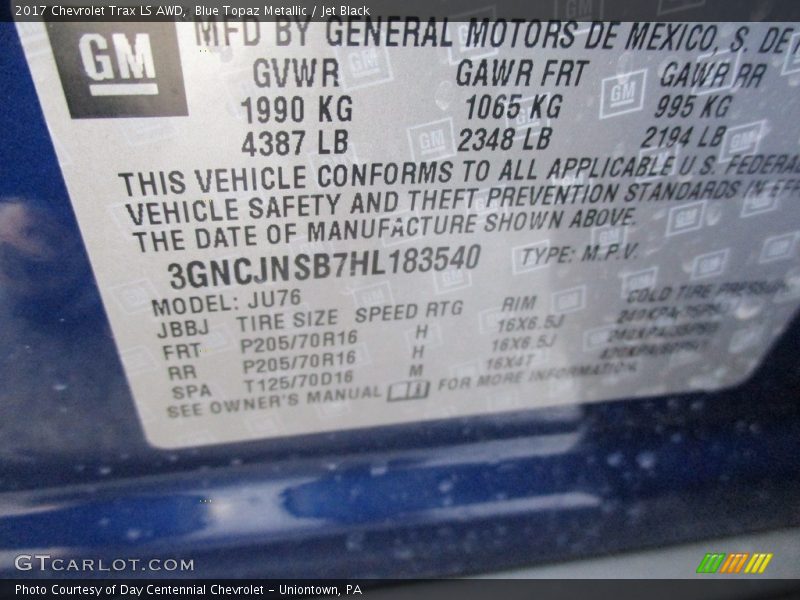 2017 Chevrolet Trax LS AWD, Blue Topaz Metallic / Jet Black
GM
MFD BY GENERAL MOTORS DE MEXICO, S. DE
GVWR GAWR FRT GAWR RR
1990 KG 1065 KG 995 KG
4387 LB 2348 LB 2194 LB
THIS VEHICLE CONFORMS TO ALL APPLICABLE U.S. FEDERAL
VEHICLE SAFETY AND THEFT PREVENTION STANDARDS IN EFF
THE DATE OF MANUFACTURE SHOWN ABOVE.
3GNCJNSB7HL183540 TYPE: M.P.V.
MODEL: JU76
JBBJ TIRE SIZE SPEED RTG RIM COLD TIRE PRESSURE
FRT P205/70R16 H 16X6.5J
RR P205/70R16 H 16X6.5J
SPA T125/70D16 M 16X4T
SEE OWNER'S MANUAL FOR MORE INFORMATION.
GTCARLOT.COM
Photo Courtesy of Day Centennial Chevrolet - Uniontown, PA